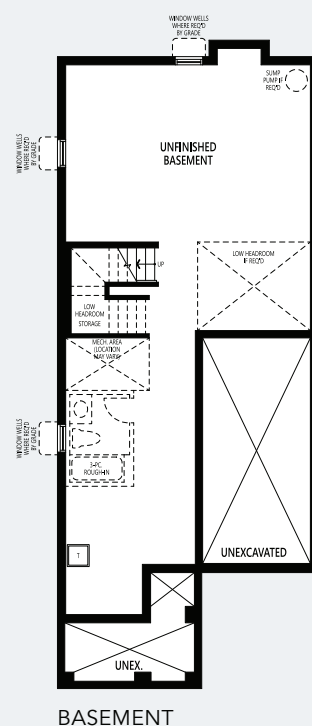 WINDOW WELLS
WHERE REQ'D
BY GRADE
SUMP
PUMP IF
REQ'D
WINDOW WELLS
WHERE REQ'D
BY GRADE
UNFINISHED
BASEMENT
UP
LOW HEADROOM
IF REQ'D
LOW
HEADROOM
STORAGE
MECH. AREA
(LOCATION
MAY VARY)
WINDOW WELLS
WHERE REQ'D
BY GRADE
3-PC.
ROUGH-IN
T
UNEXCAVATED
UNEX.
BASEMENT